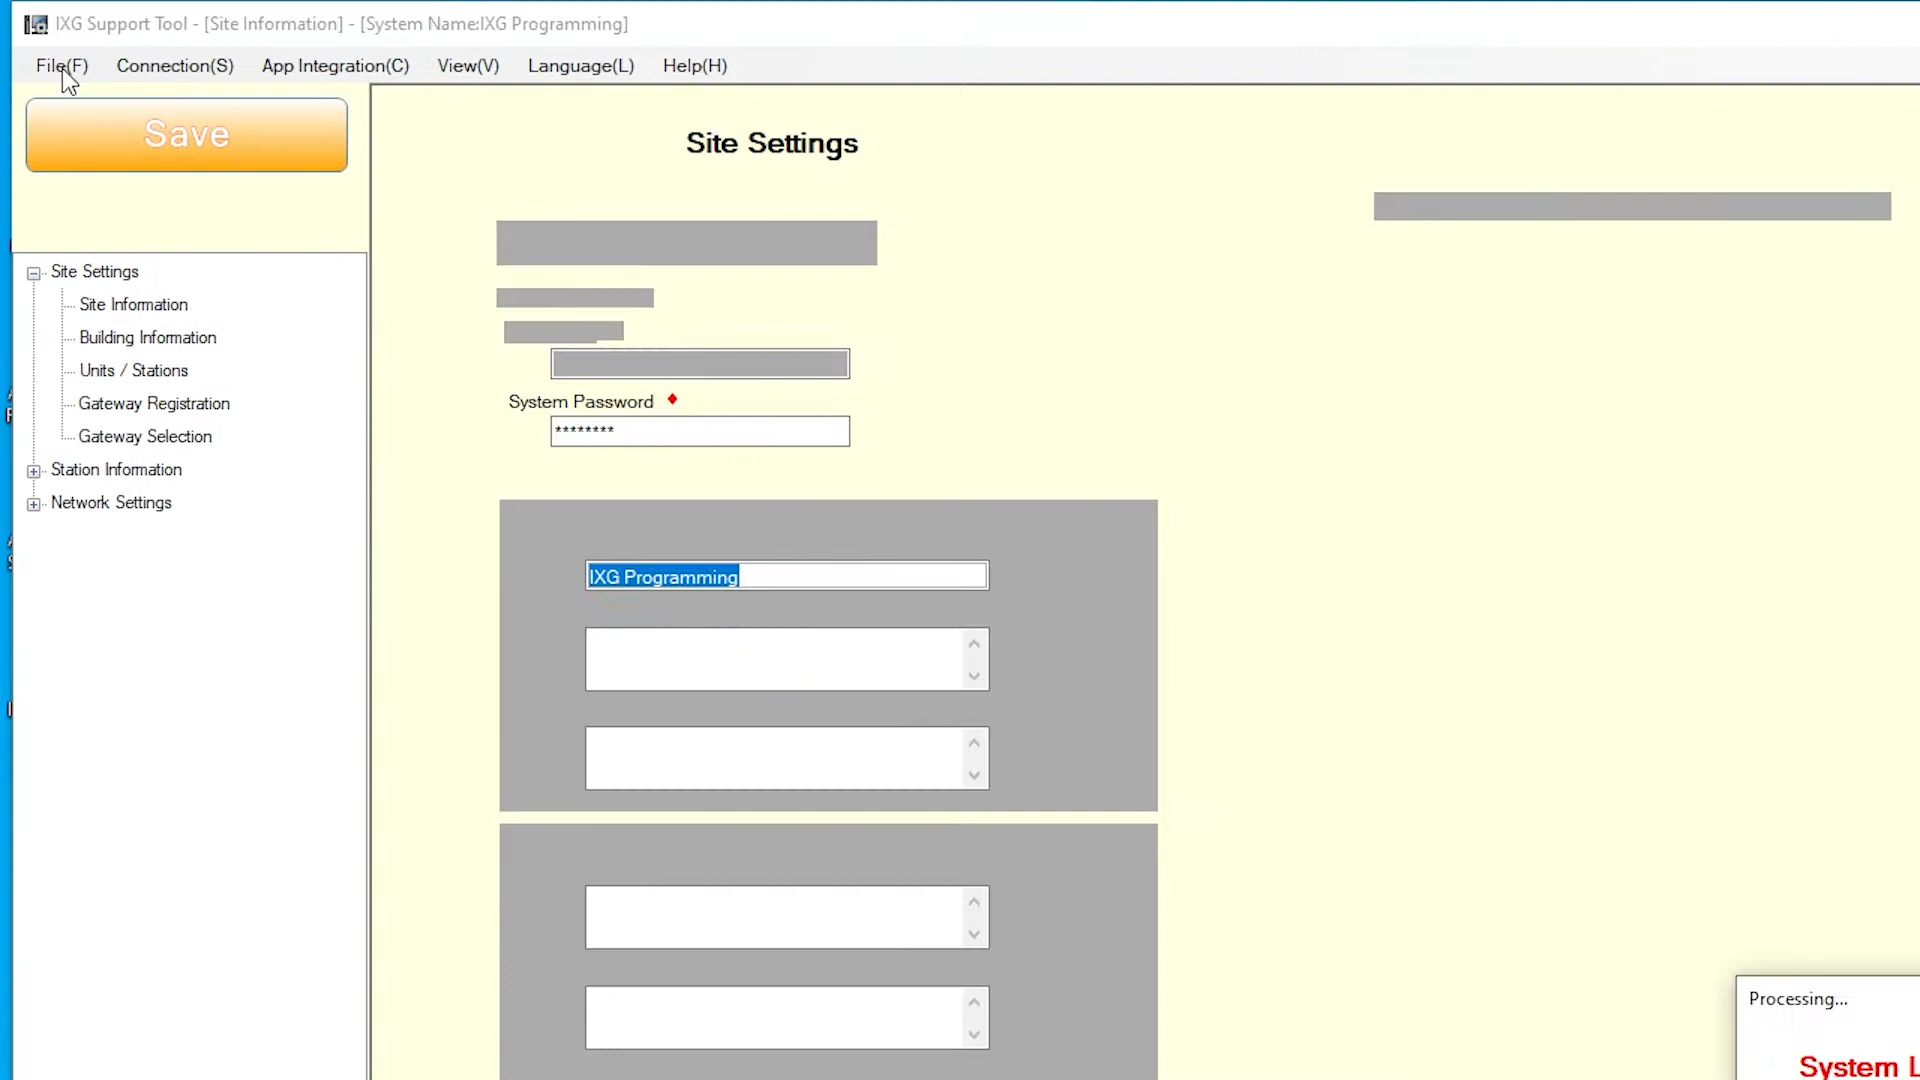 IXG Support Tool - [Site Information] - [System Name:IXG Programming]
File(F) Connection(S) App Integration(C) View(V) Language(L) Help(H)
Save
Site Settings
Site Settings
Site Information
Building Information
Units / Stations
Gateway Registration
Gateway Selection
Station Information
Network Settings
System Password ♦
********
IXG Programming
Processing...
System L